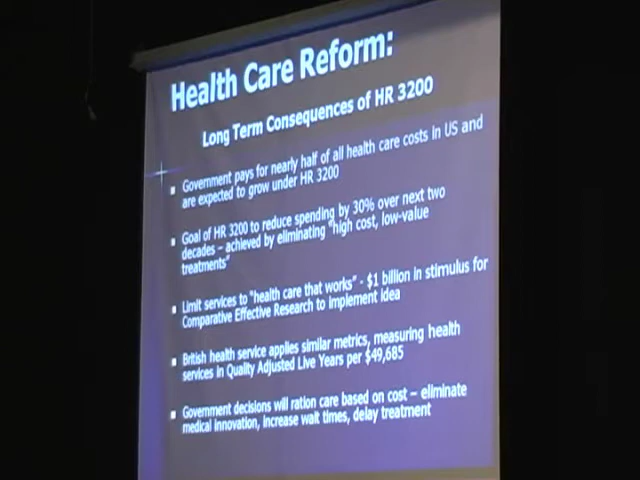 Health Care Reform:
Long Term Consequences of HR 3200
Government pays for nearly half of all health care costs in US and
are expected to grow under HR 3200
Goal of HR 3200 to reduce spending by 30% over next two
decades – achieved by eliminating "high cost, low-value
treatments"
Limit services to "health care that works" - $1 billion in stimulus for
Comparative Effective Research to implement idea
British health service applies similar metrics, measuring health
services in Quality Adjusted Live Years per $49,685
Government decisions will ration care based on cost – eliminate
medical innovation, increase wait times, delay treatment